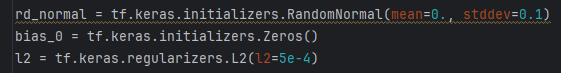 rd_normal = tf.keras.initializers.RandomNormal(mean=0., stddev=0.1)
bias_0 = tf.keras.initializers.Zeros()
l2 = tf.keras.regularizers.L2(l2=5e-4)